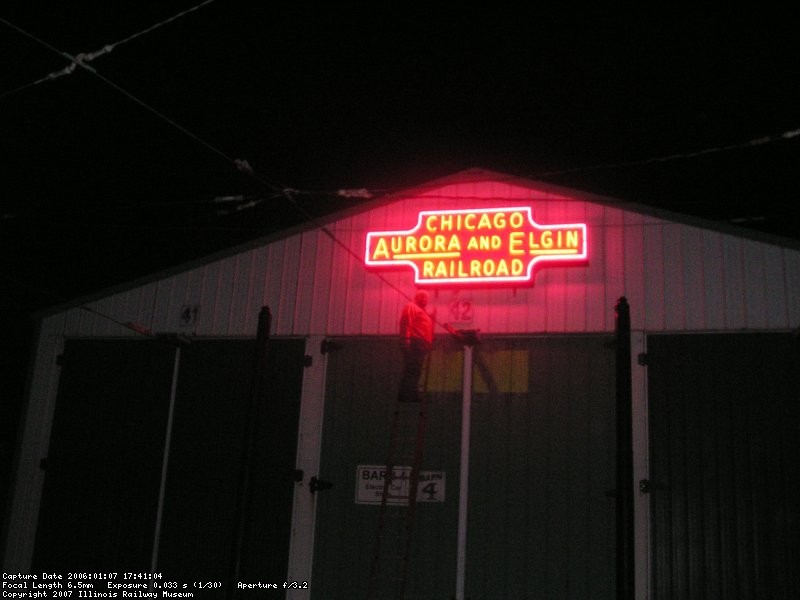 CHICAGO
AURORA AND ELGIN
RAILROAD
41
42
BARN
4
Capture Date 2006:01:07 17:41:04
Focal Length 6.5mm Exposure 0.033 s (1/30) Aperture f/3.2
Copyright 2007 Illinois Railway Museum